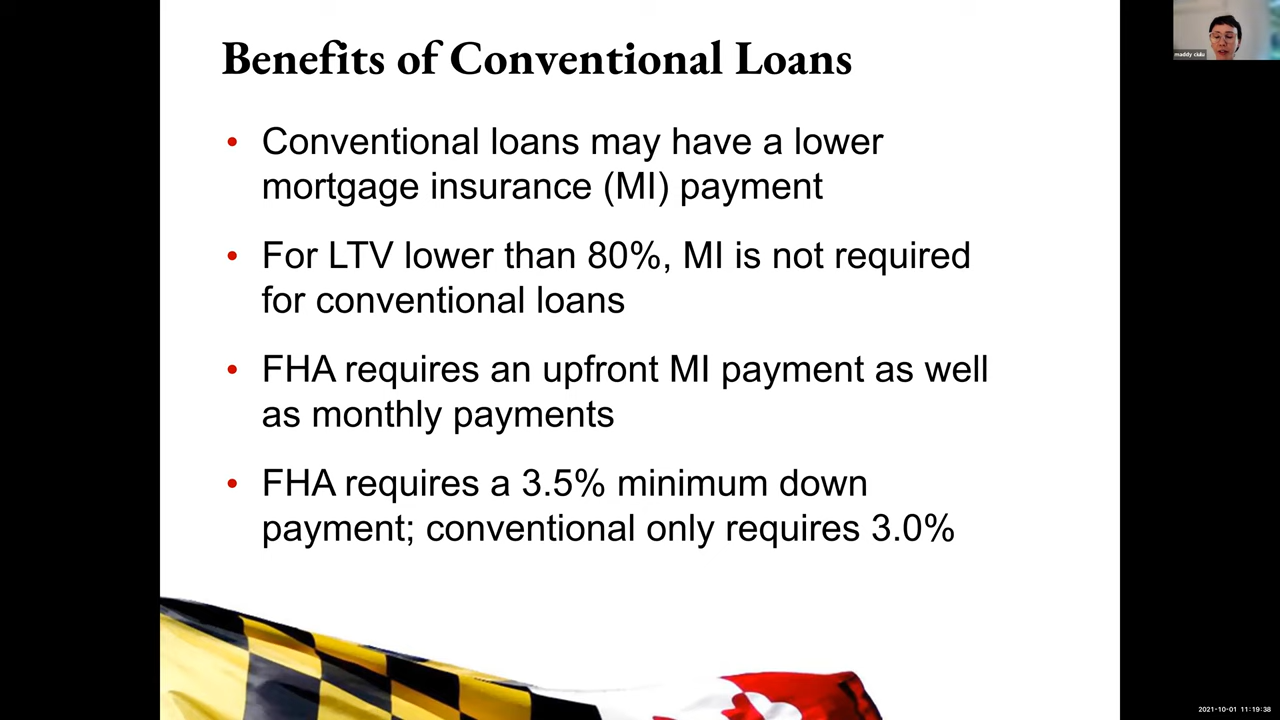 Benefits of Conventional Loans
• Conventional loans may have a lower
mortgage insurance (MI) payment
• For LTV lower than 80%, MI is not required
for conventional loans
• FHA requires an upfront MI payment as well
as monthly payments
• FHA requires a 3.5% minimum down
payment; conventional only requires 3.0%
maddy ciulu
2021-10-01 11:19:38